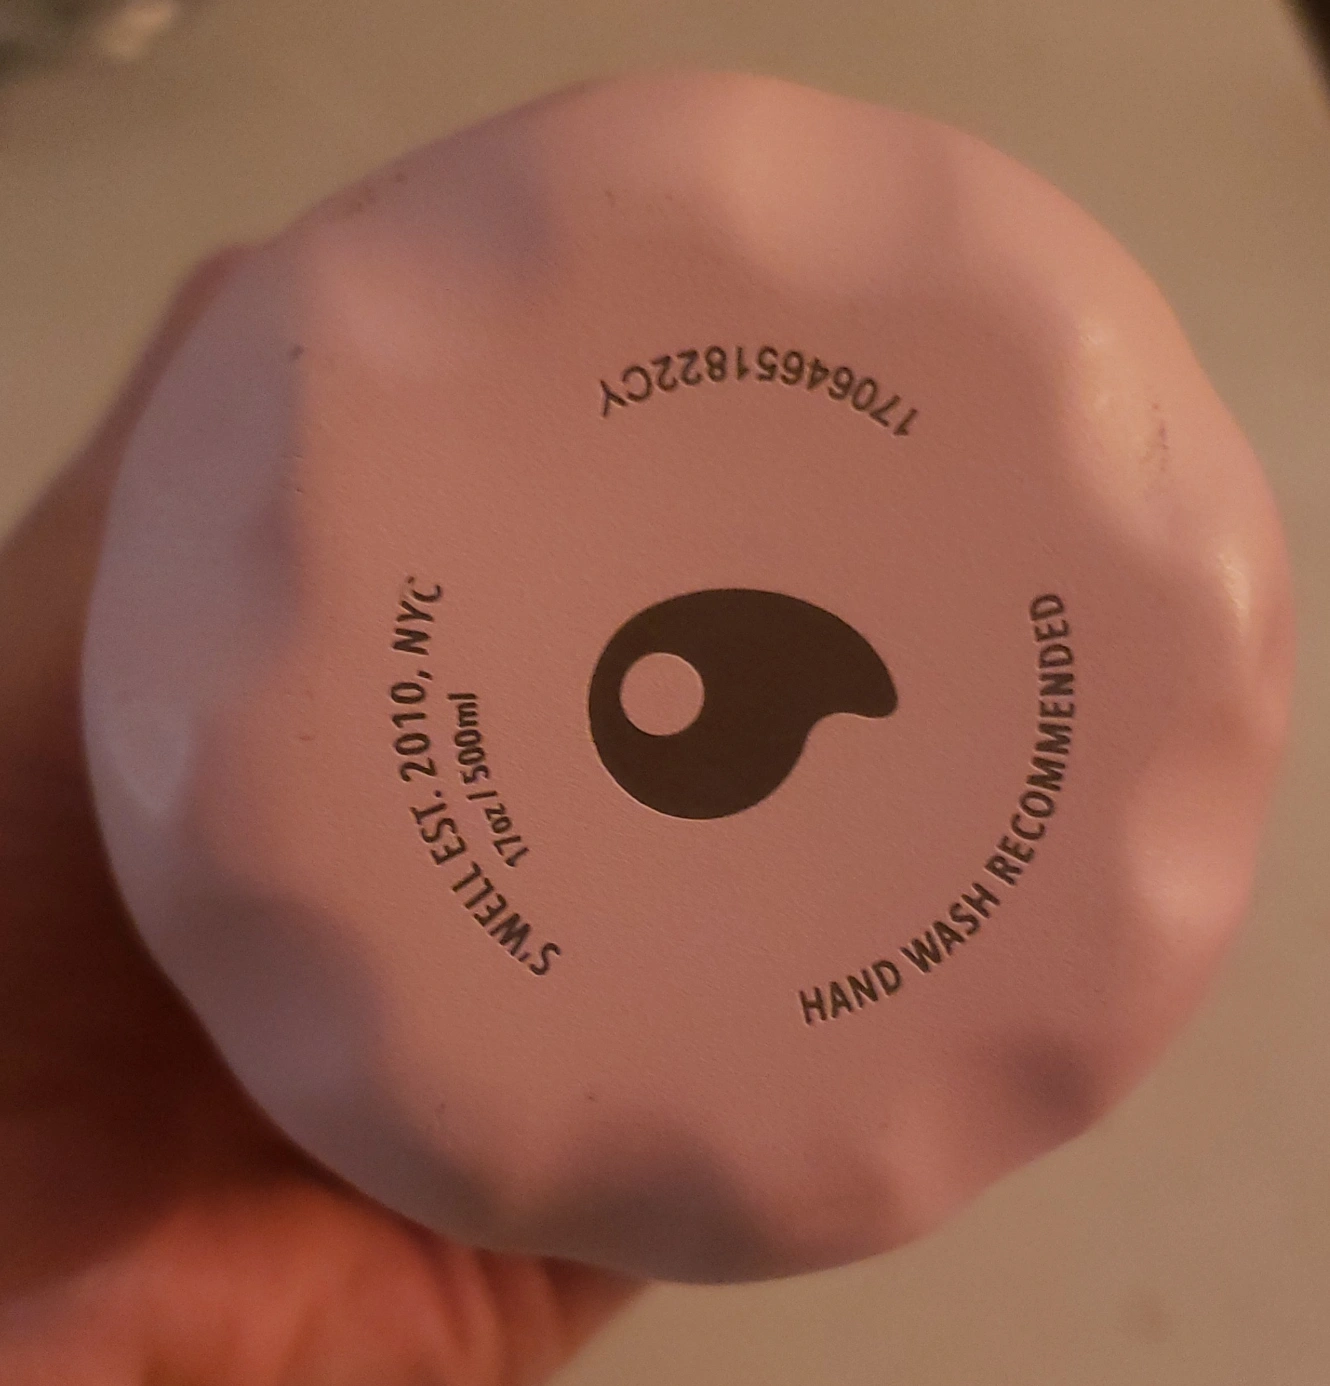 S'WELL EST. 2010, NYC
17oz / 500ml
HAND WASH RECOMMENDED
17064651822CY